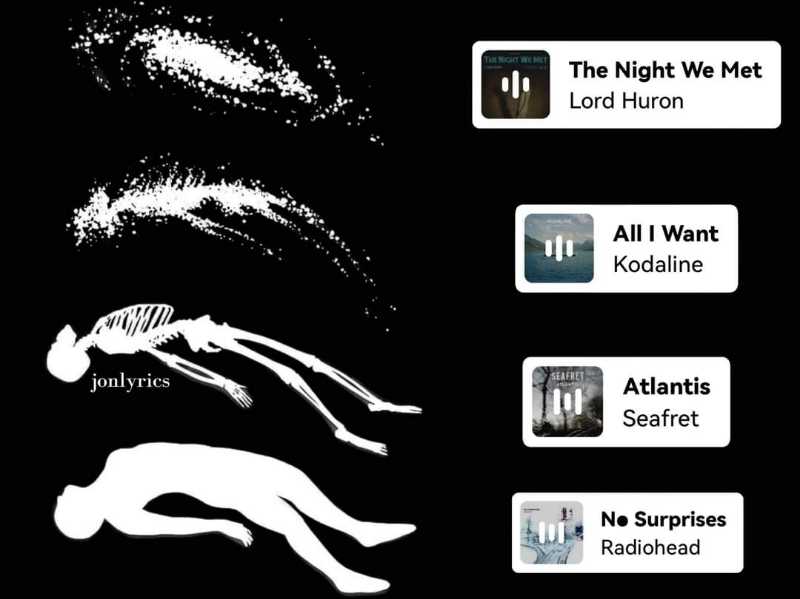 THE NIGHT WE MET
The Night We Met
Lord Huron
All I Want
Kodaline
SEAFRET
ATLANTIS
Atlantis
Seafret
jonlyrics
No Surprises
Radiohead